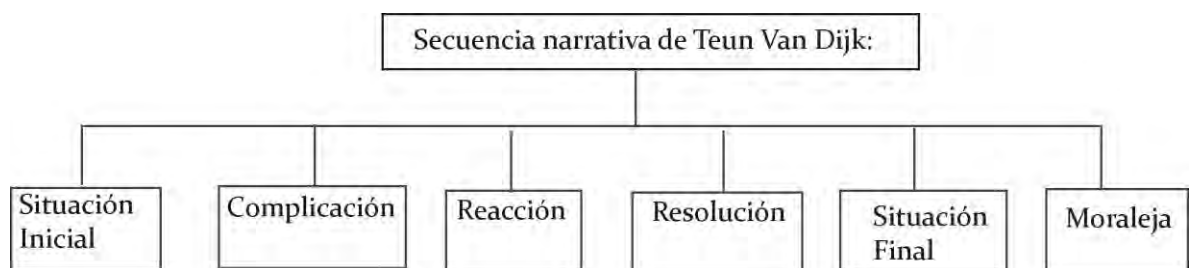 Secuencia narrativa de Teun Van Dijk:
Situación
Inicial
Complicación
Reacción
Resolución
Situación
Final
Moraleja